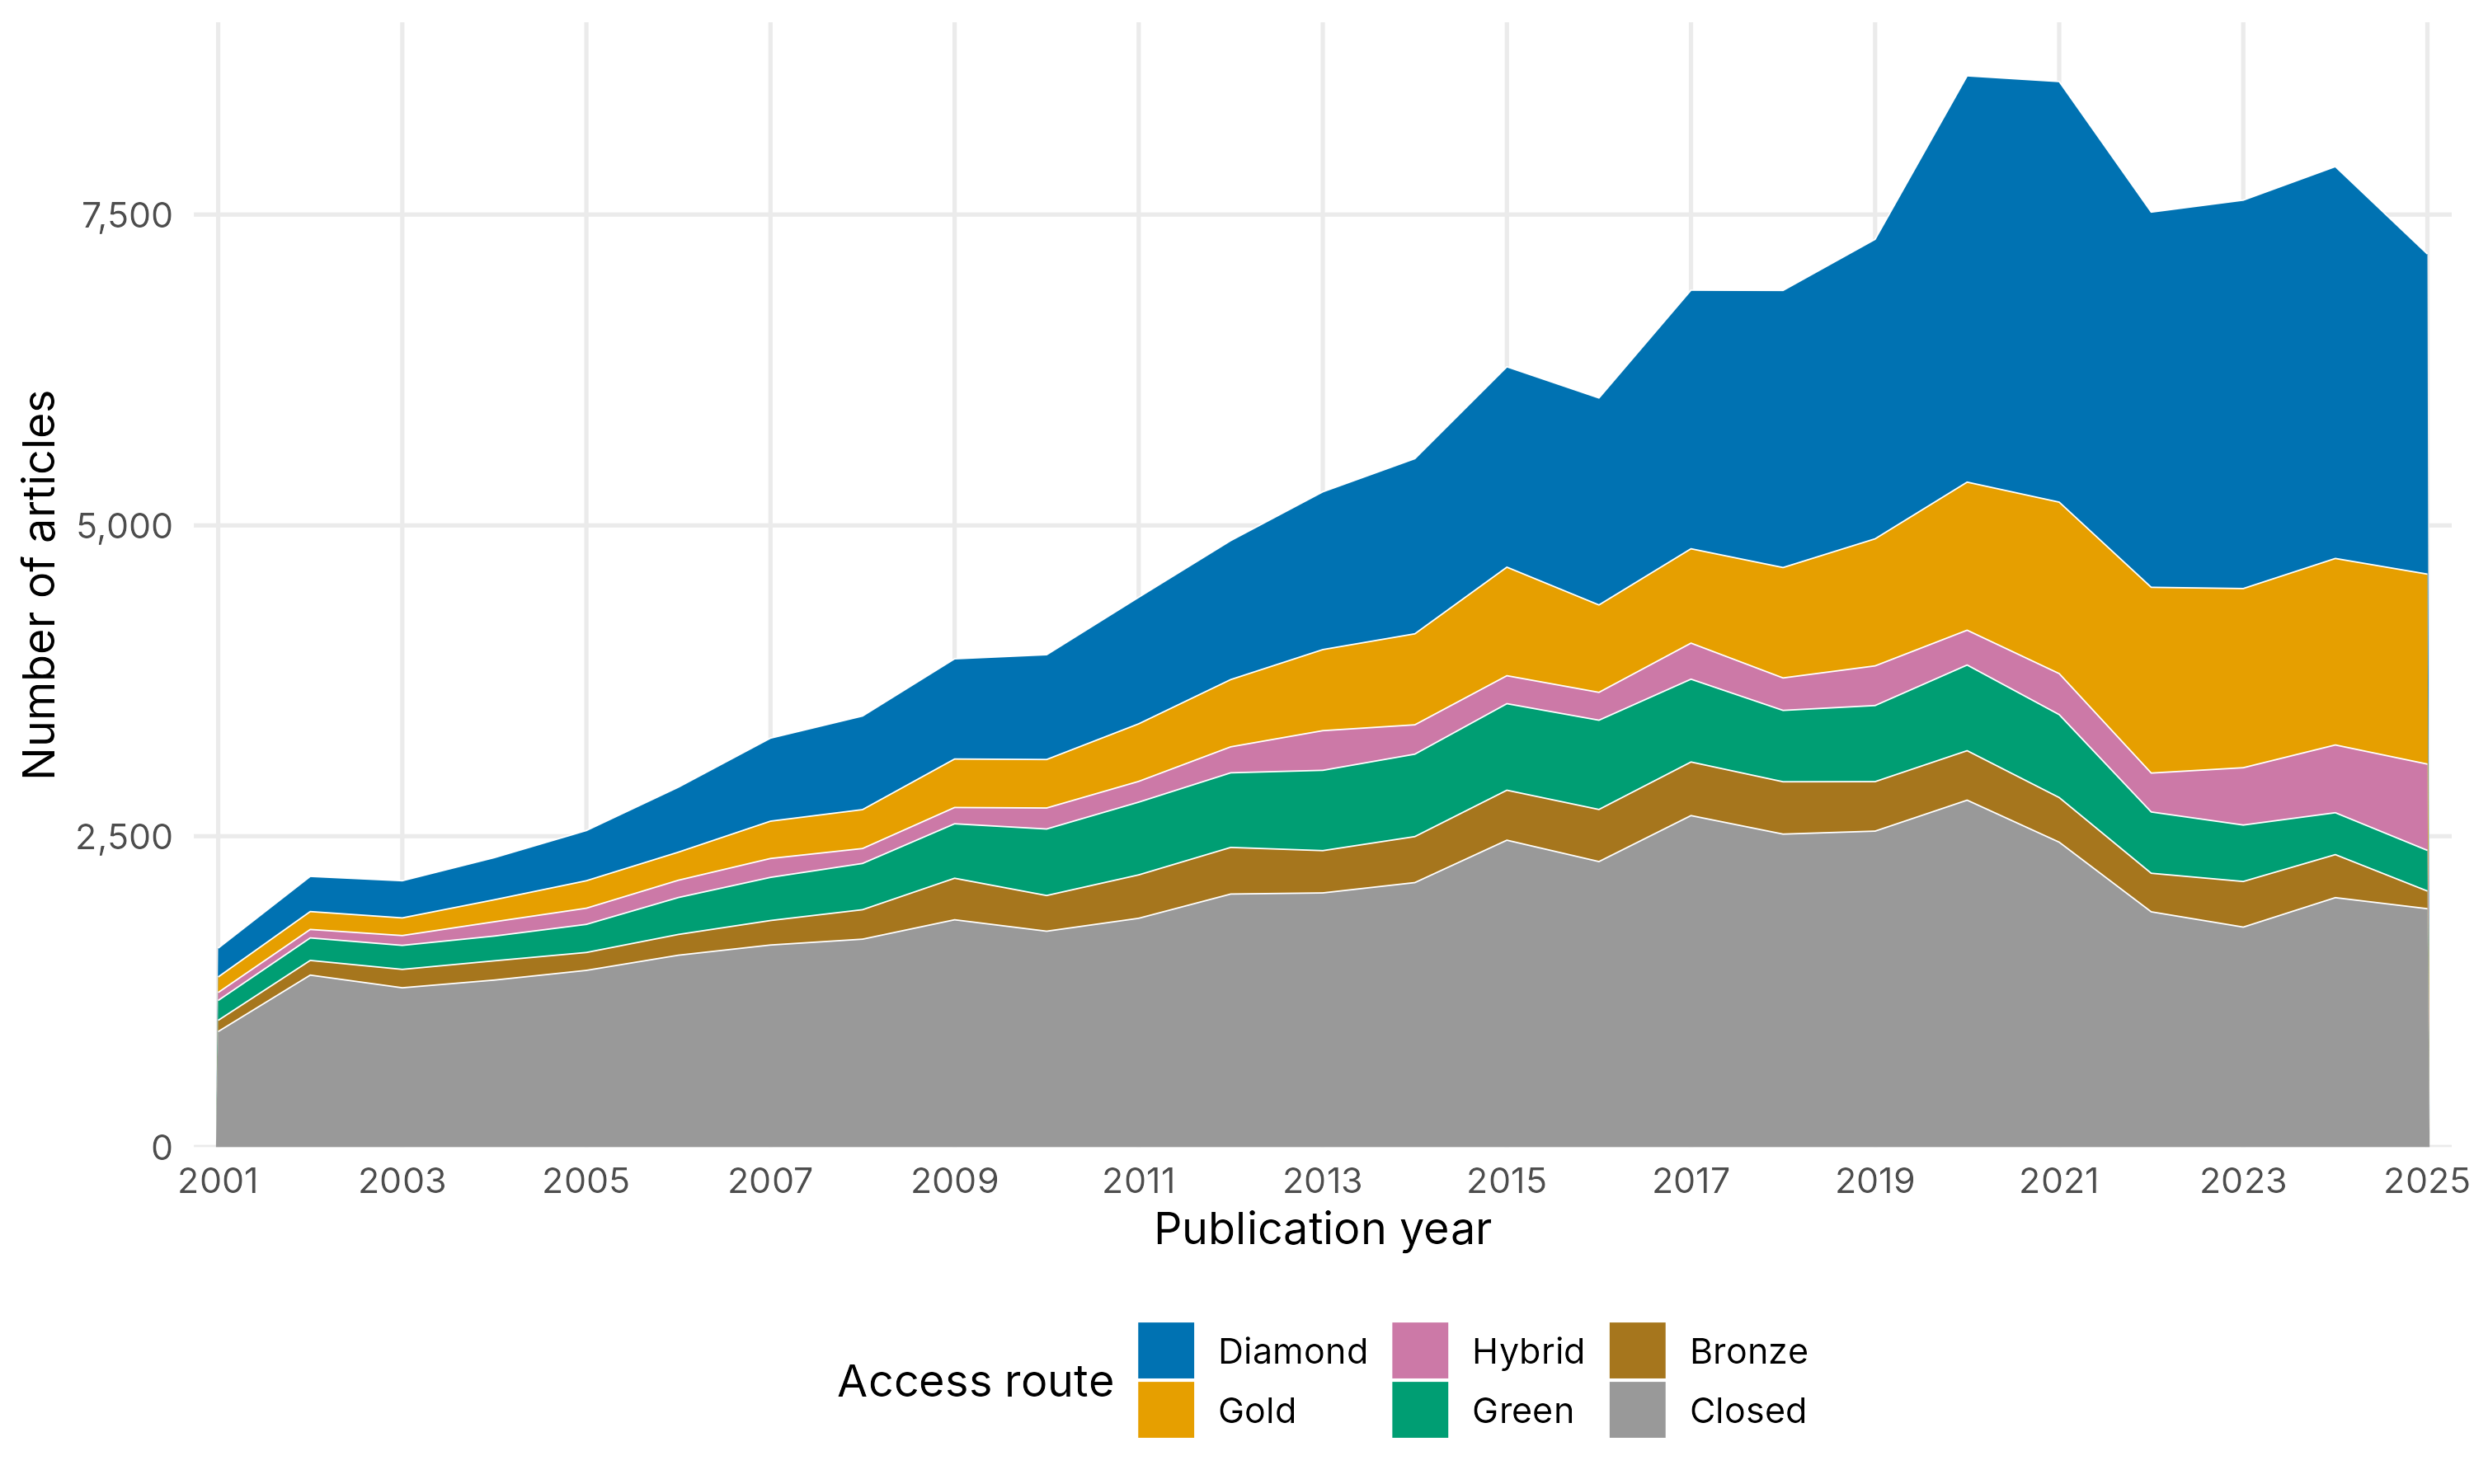 Number of articles
7,500
5,000
2,500
0
2001 2003 2005 2007 2009 2011 2013 2015 2017 2019 2021 2023 2025
Publication year
Access route
Diamond Hybrid Bronze
Gold Green Closed